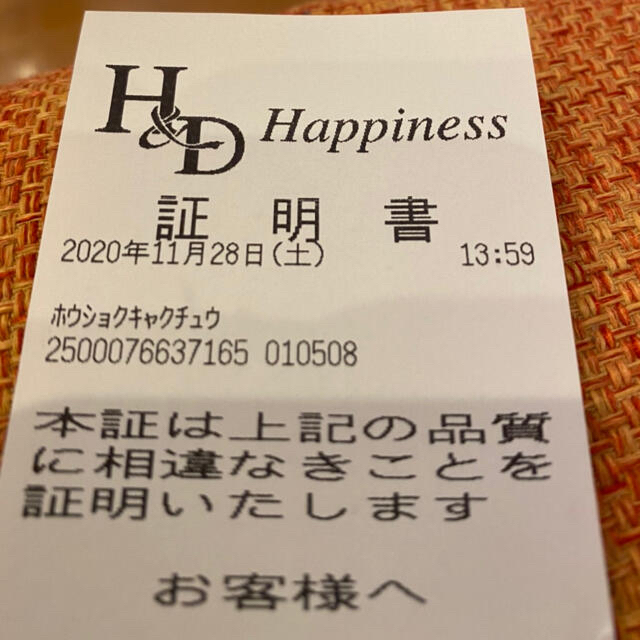 H&D Happiness
証 明 書
2020年11月28日(土) 13:59
ﾎｳｼｮｸｷｬｸﾁｭｳ
2500076637165 010508
本証は上記の品質
に相違なきことを
証明いたします
お客様へ